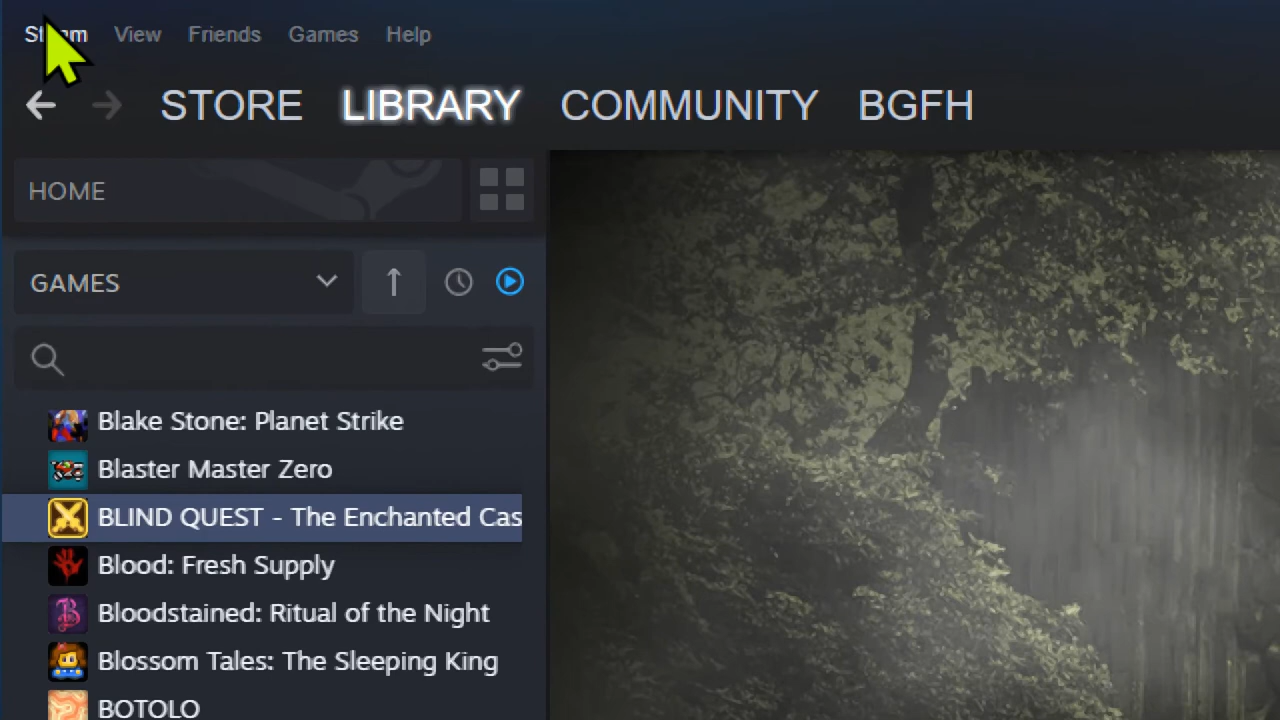 View Friends Games Help
STORE LIBRARY COMMUNITY BGFH
HOME
GAMES
Blake Stone: Planet Strike
Blaster Master Zero
BLIND QUEST - The Enchanted Cas
Blood: Fresh Supply
Bloodstained: Ritual of the Night
Blossom Tales: The Sleeping King
BOTOLO